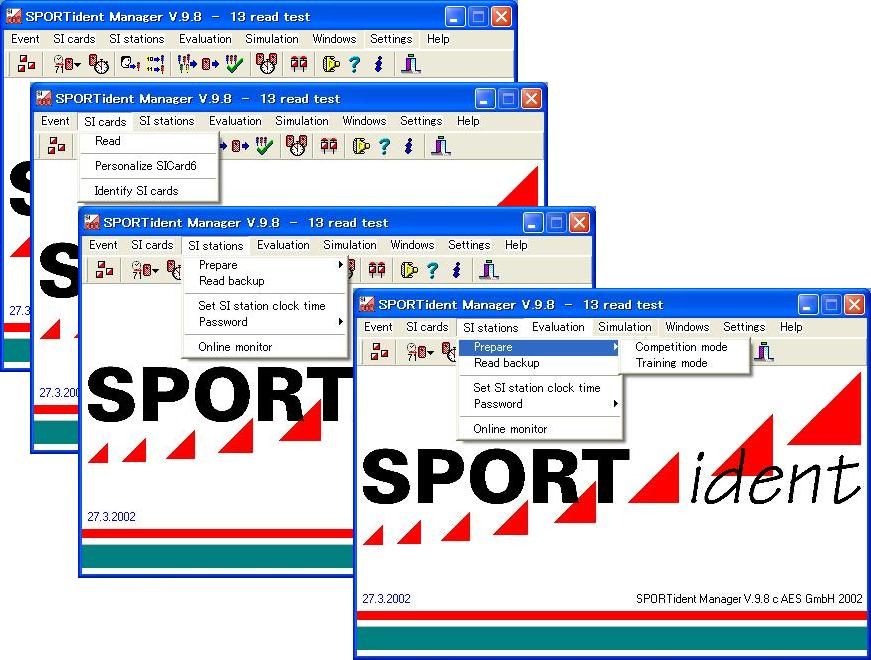 SPORTident Manager V.9.8 – 13 read test
Event SI cards SI stations Evaluation Simulation Windows Settings Help
SPORTident Manager V.9.8 – 13 read test
Event SI cards SI stations Evaluation Simulation Windows Settings Help
Read
Personalize SICard6
Identify SI cards
S
27.3
SPORTident Manager V.9.8 – 13 read test
Event SI cards SI stations Evaluation Simulation Windows Settings Help
Prepare
Read backup
Set SI station clock time
Password
Online monitor
S
27.3.200
SPORT
27.3.2002
SPORTident Manager V.9.8 – 13 read test
Event SI cards SI stations Evaluation Simulation Windows Settings Help
Prepare Competition mode
Read backup Training mode
Set SI station clock time
Password
Online monitor
SPORTident
27.3.2002 SPORTident Manager V.9.8 c AES GmbH 2002